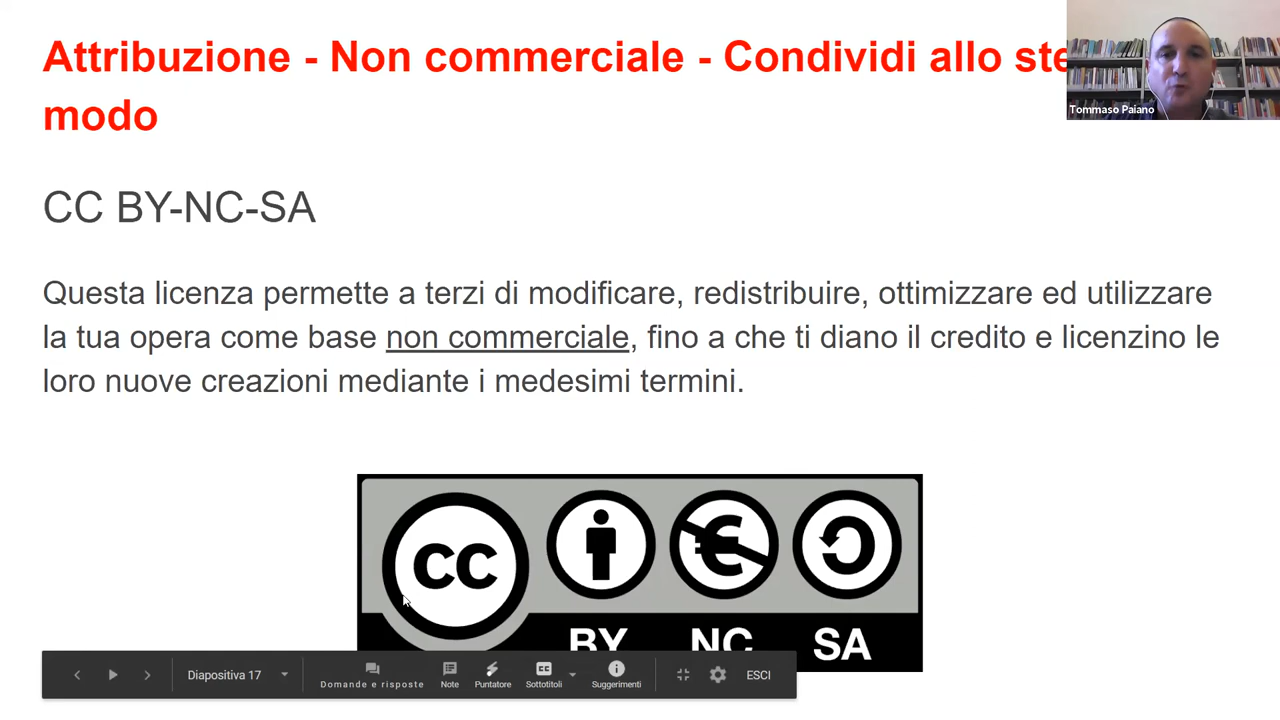 Attribuzione - Non commerciale - Condividi allo
modo
Tommaso Paiano
CC BY-NC-SA
Questa licenza permette a terzi di modificare, redistribuire, ottimizzare ed utilizzare
la tua opera come base non commerciale, fino a che ti diano il credito e licenzino le
loro nuove creazioni mediante i medesimi termini.
CC
BY NC SA
Diapositiva 17
Domande e risposte
Note
Puntatore
CC
Sottotitoli
Suggerimenti
ESCI